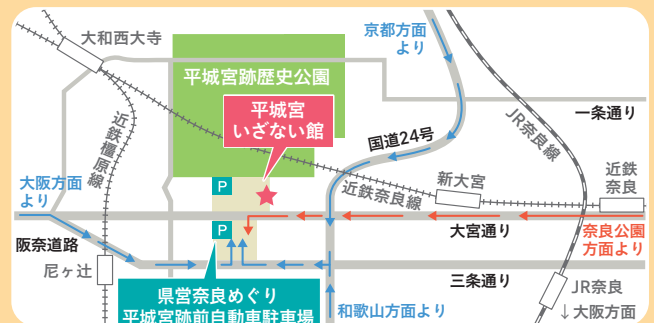 京都方面
より
大和西大寺
平城宮跡歴史公園
平城宮
いざない館
一条通り
国道24号
JR奈良線
近鉄橿原線
近鉄
奈良
新大宮
近鉄奈良線
大阪方面
より
P
P
大宮通り
奈良公園
方面より
阪奈道路
尼ヶ辻
三条通り
県営奈良めぐり
平城宮跡前自動車駐車場
和歌山方面より
JR奈良
↓大阪方面